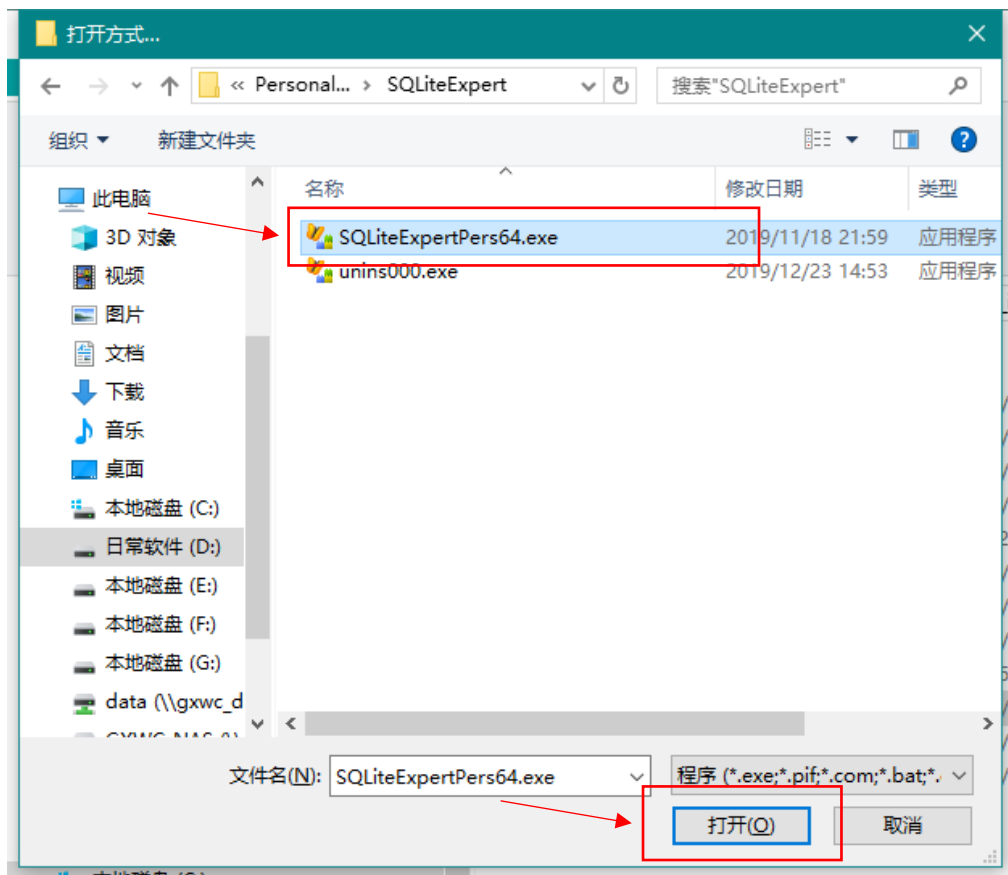 打开方式...
« Personal... › SQLiteExpert
搜索"SQLiteExpert"
组织 新建文件夹
名称 修改日期 类型
此电脑
3D 对象
视频
图片
文档
下载
音乐
桌面
本地磁盘 (C:)
日常软件 (D:)
本地磁盘 (E:)
本地磁盘 (F:)
本地磁盘 (G:)
data (\\gxwc_d
SQLiteExpertPers64.exe 2019/11/18 21:59 应用程序
unins000.exe 2019/12/23 14:53 应用程序
文件名(N): SQLiteExpertPers64.exe 程序 (*.exe;*.pif;*.com;*.bat;*.
打开(O) 取消